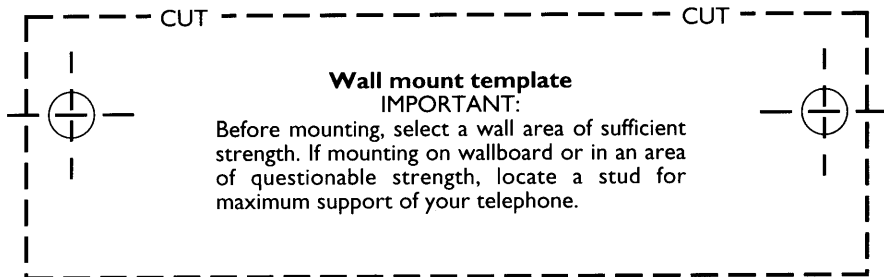 CUT CUT
Wall mount template
IMPORTANT:
Before mounting, select a wall area of sufficient
strength. If mounting on wallboard or in an area
of questionable strength, locate a stud for
maximum support of your telephone.